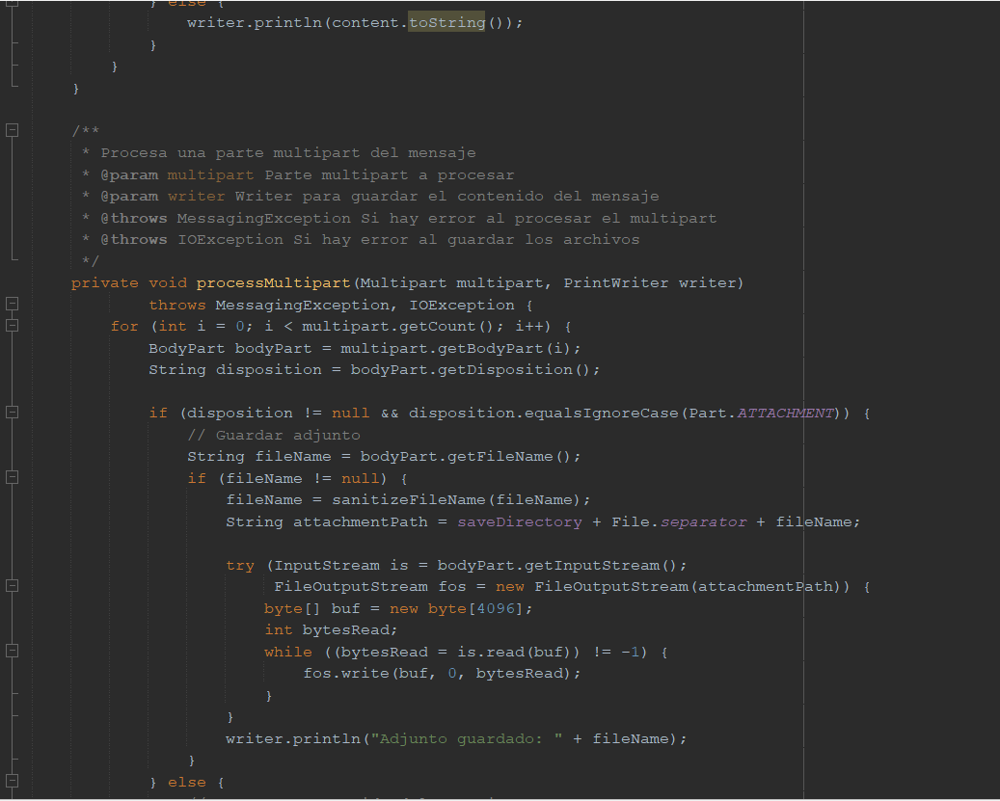 } else {
writer.println(content.toString());
}
}
}
/**
* Procesa una parte multipart del mensaje
* @param multipart Parte multipart a procesar
* @param writer Writer para guardar el contenido del mensaje
* @throws MessagingException Si hay error al procesar el multipart
* @throws IOException Si hay error al guardar los archivos
*/
private void processMultipart(Multipart multipart, PrintWriter writer)
throws MessagingException, IOException {
for (int i = 0; i < multipart.getCount(); i++) {
BodyPart bodyPart = multipart.getBodyPart(i);
String disposition = bodyPart.getDisposition();
if (disposition != null && disposition.equalsIgnoreCase(Part.ATTACHMENT)) {
// Guardar adjunto
String fileName = bodyPart.getFileName();
if (fileName != null) {
fileName = sanitizeFileName(fileName);
String attachmentPath = saveDirectory + File.separator + fileName;
try (InputStream is = bodyPart.getInputStream();
FileOutputStream fos = new FileOutputStream(attachmentPath)) {
byte[] buf = new byte[4096];
int bytesRead;
while ((bytesRead = is.read(buf)) != -1) {
fos.write(buf, 0, bytesRead);
}
}
writer.println("Adjunto guardado: " + fileName);
}
} else {